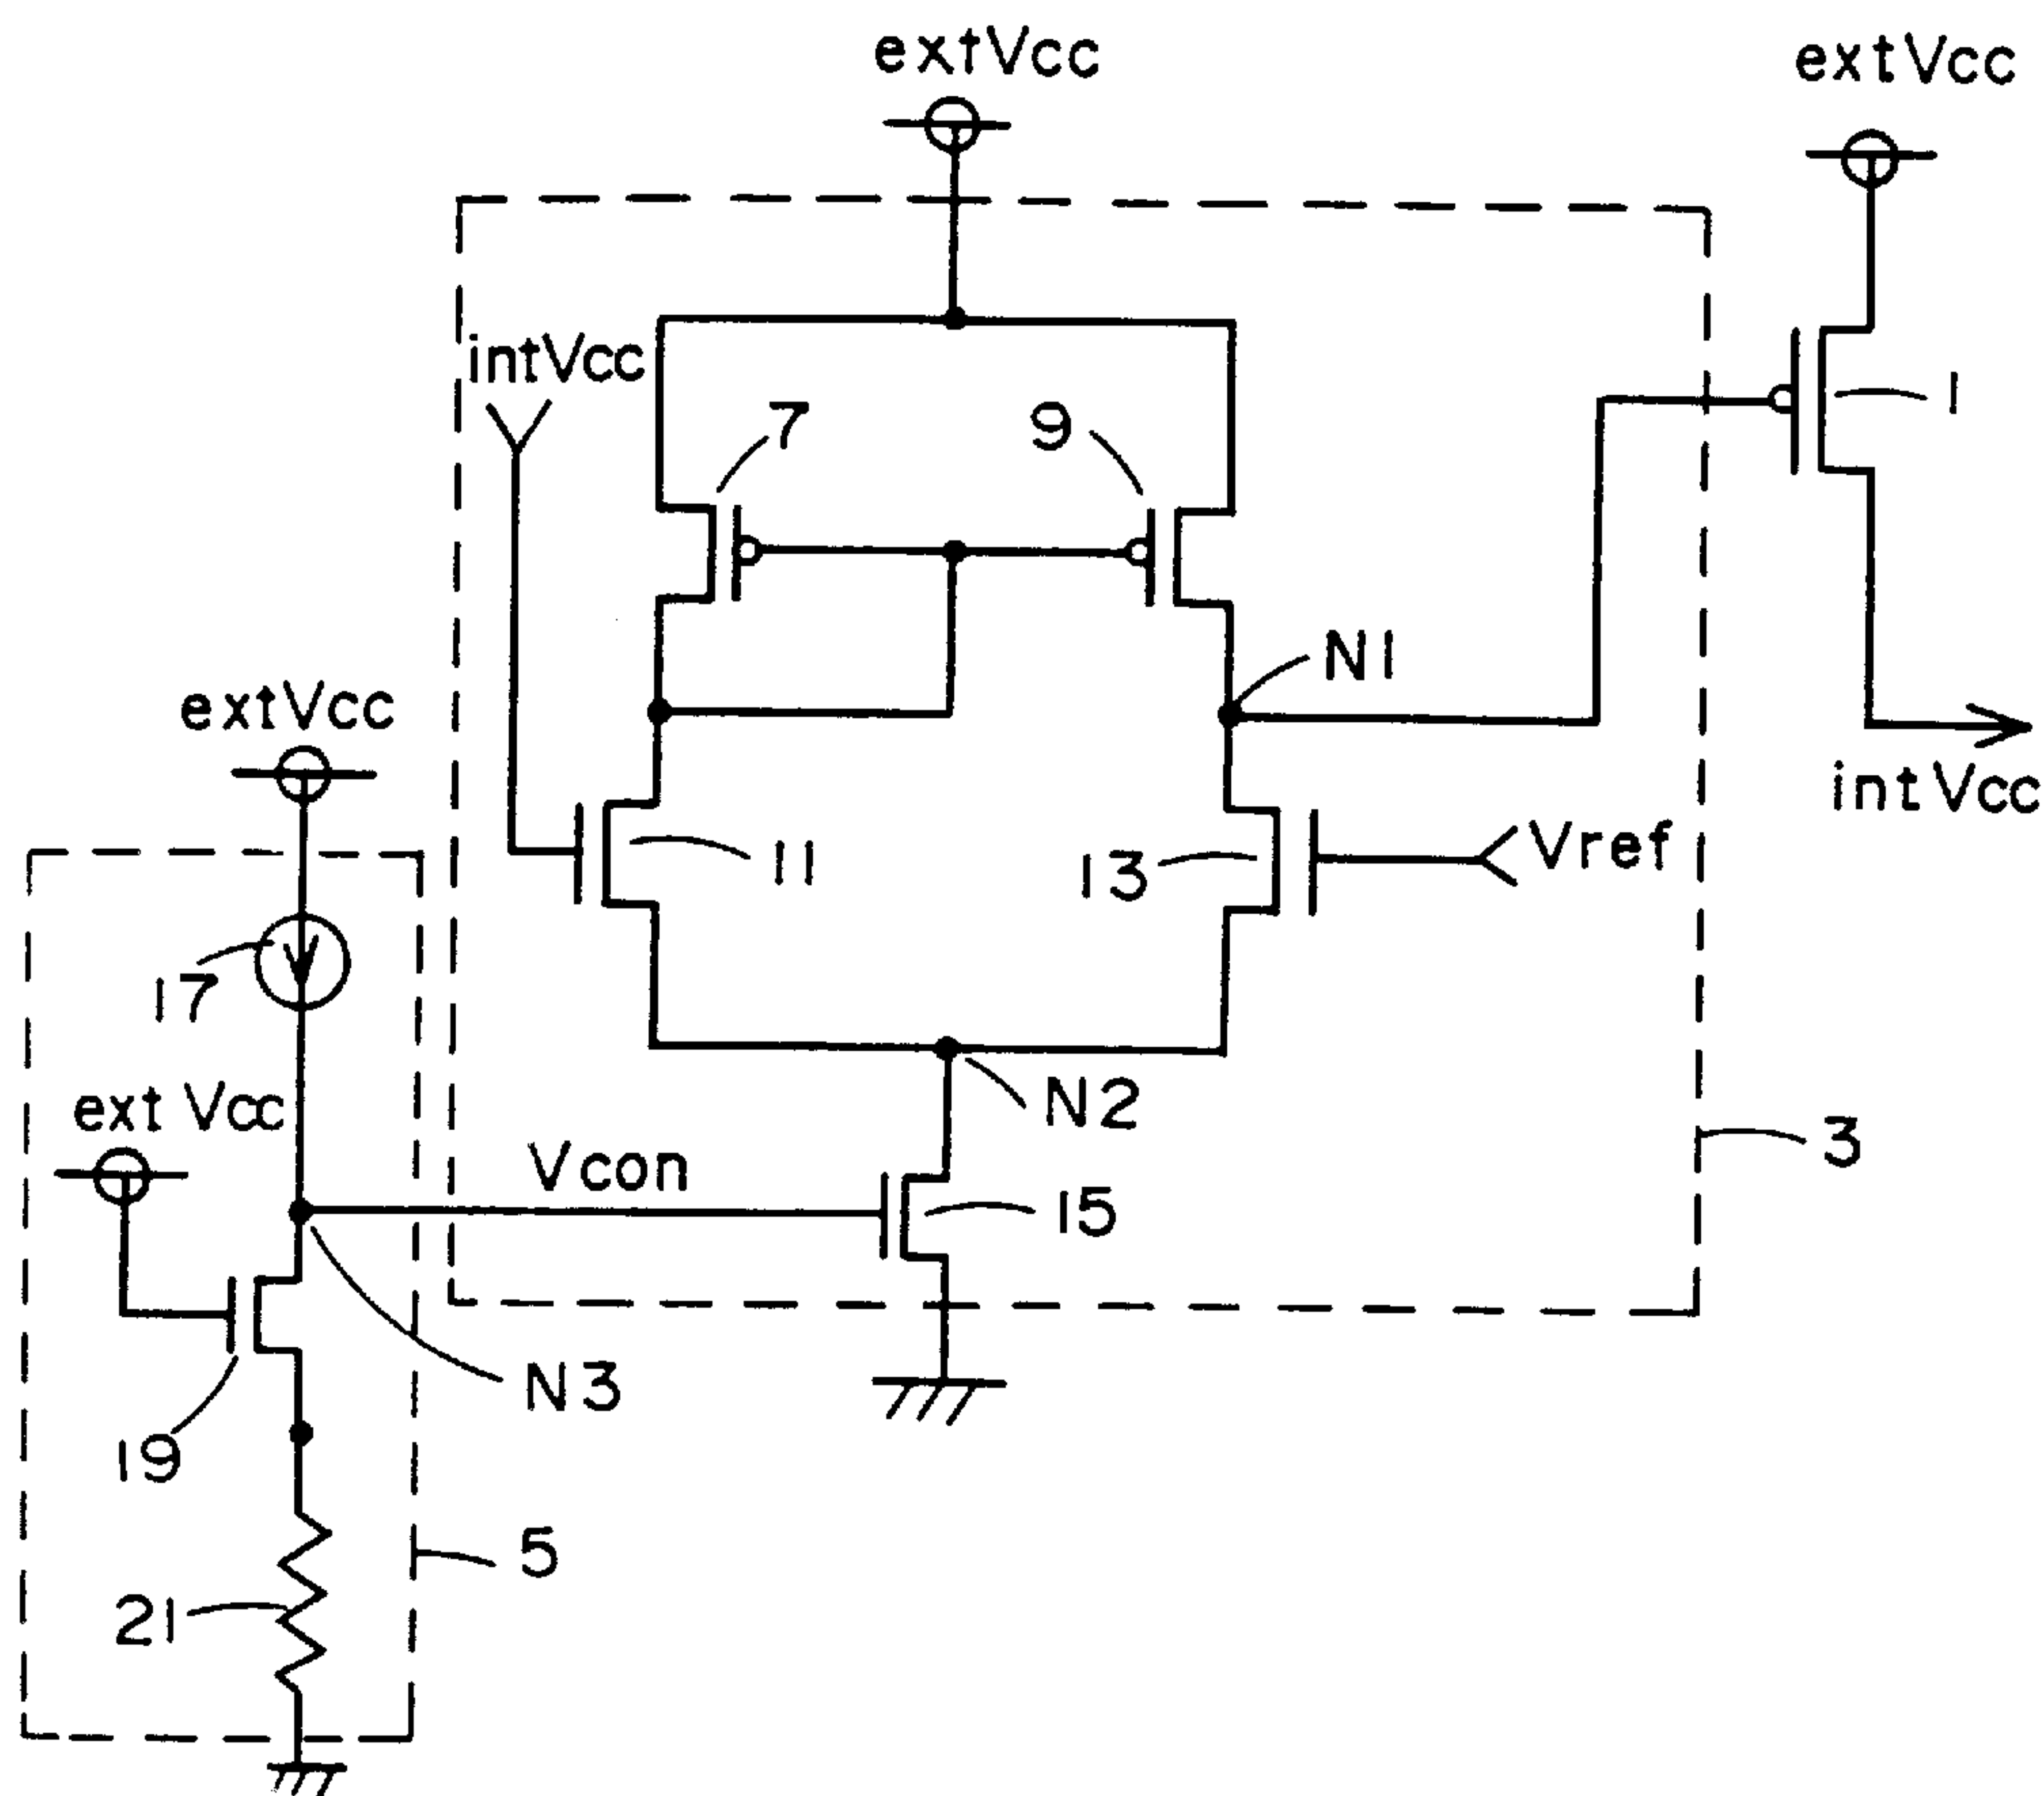 extVcc
extVcc
intVcc
7
9
1
N1
extVcc
intVcc
11
13
Vref
17
N2
ext Vcc
3
Vcon
15
N3
19
5
21